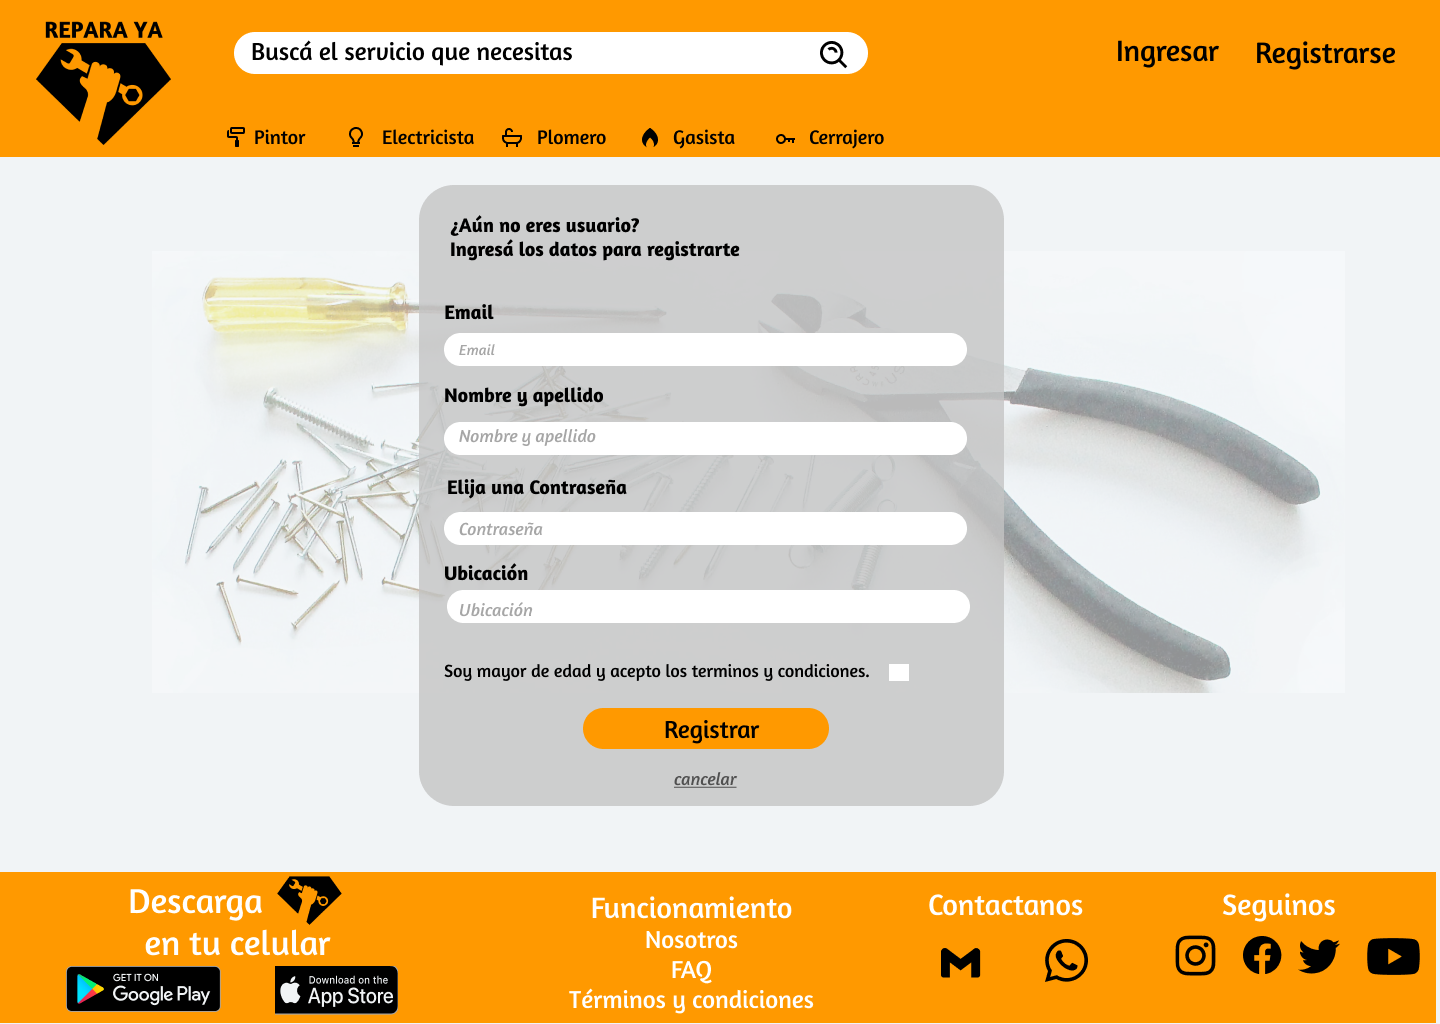 REPARA YA
Buscá el servicio que necesitas
Ingresar
Registrarse
Pintor
Electricista
Plomero
Gasista
Cerrajero
¿Aún no eres usuario?
Ingresá los datos para registrarte
Email
Email
Nombre y apellido
Nombre y apellido
Elija una Contraseña
Contraseña
Ubicación
Ubicación
Soy mayor de edad y acepto los terminos y condiciones.
Registrar
cancelar
Descarga
en tu celular
GET IT ON
Google Play
Download on the
App Store
Funcionamiento
Nosotros
FAQ
Términos y condiciones
Contactanos
Seguinos